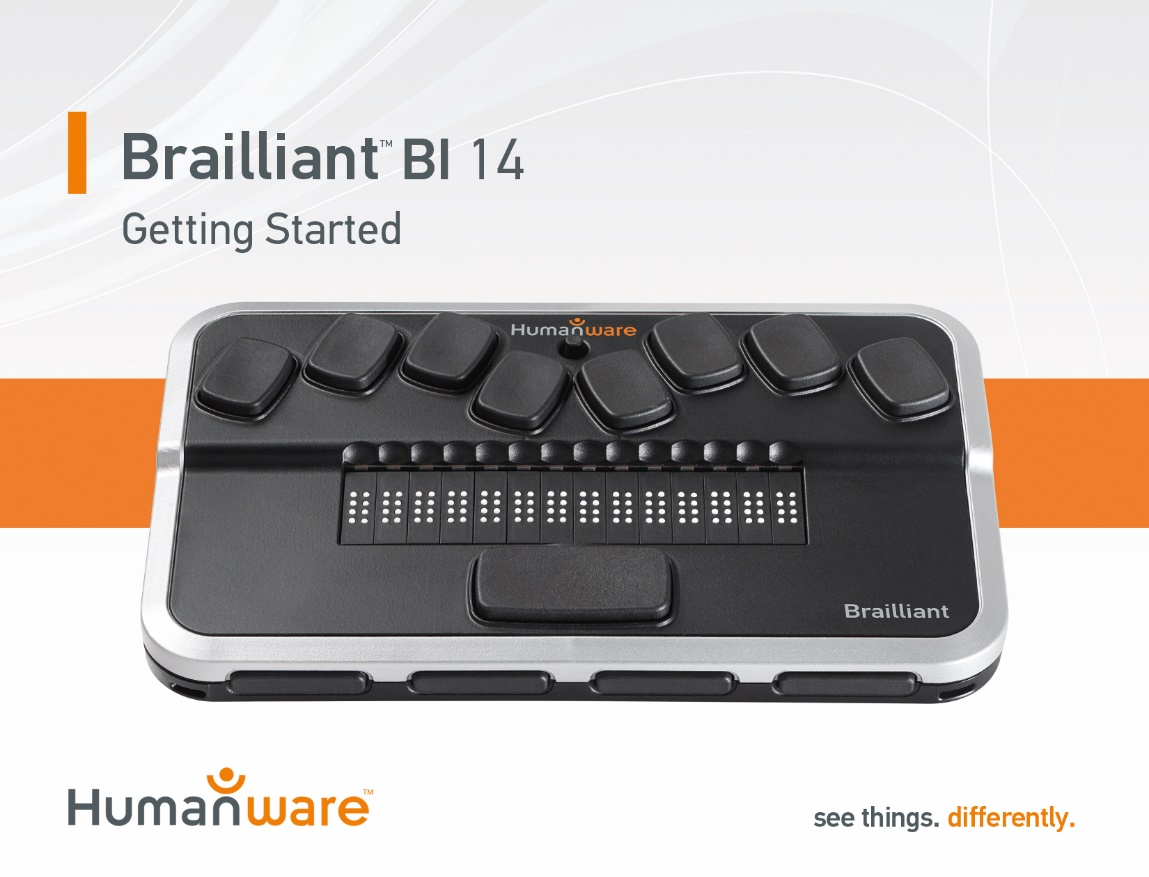 Brailliant™ BI 14
Getting Started
Humanware
Brailliant
Humanware™
see things. differently.